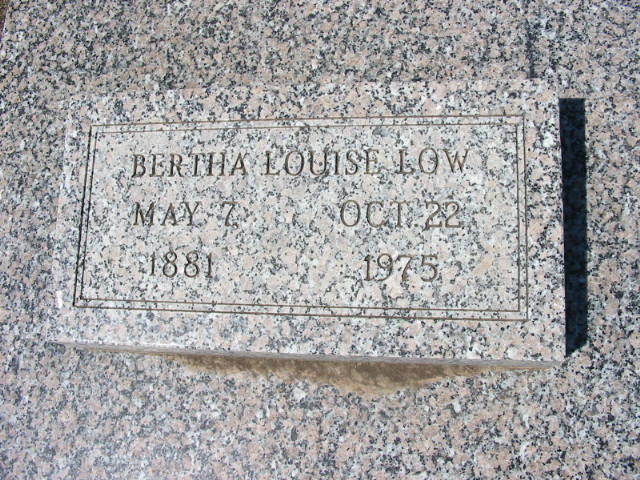 BERTHA LOUISE LOW
MAY 7 OCT. 22
1881 1975